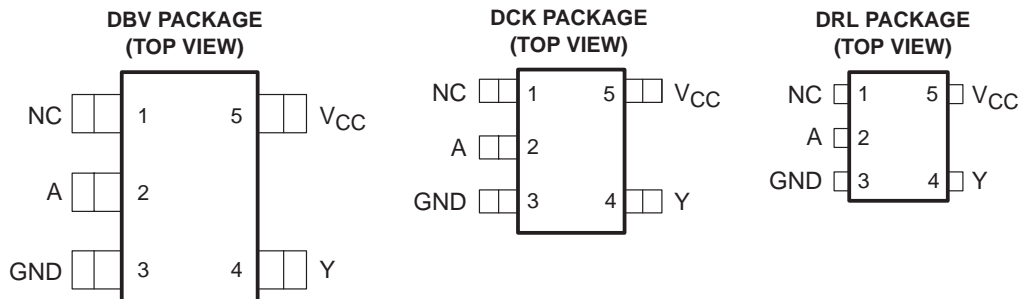 DBV PACKAGE
(TOP VIEW)
NC 1 5 VCC
A 2
GND 3 4 Y
DCK PACKAGE
(TOP VIEW)
NC 1 5 VCC
A 2
GND 3 4 Y
DRL PACKAGE
(TOP VIEW)
NC 1 5 VCC
A 2
GND 3 4 Y